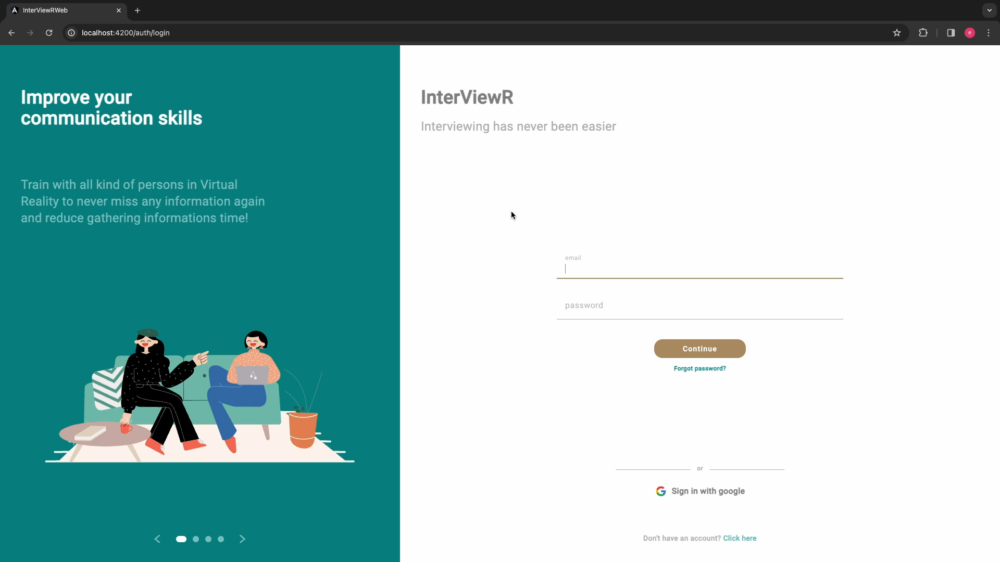 InterViewRWeb
localhost:4200/auth/login
e
Improve your
communication skills
Train with all kind of persons in Virtual
Reality to never miss any information again
and reduce gathering informations time!
InterViewR
Interviewing has never been easier
email
password
Continue
Forgot password?
or
Sign in with google
Don't have an account? Click here